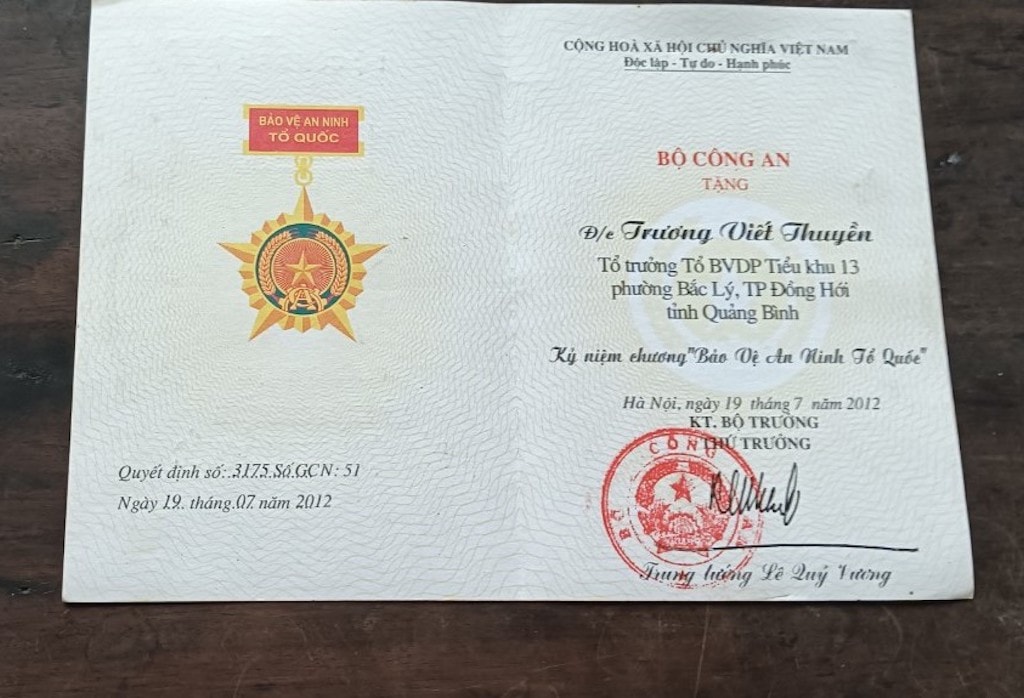 BẢO VỆ AN NINH
TỔ QUỐC
Quyết định số: 3175 Số GCN: 51
Ngày 19. tháng.07 năm 2012
CỘNG HOÀ XÃ HỘI CHỦ NGHĨA VIỆT NAM
Độc lập - Tự do - Hạnh phúc
BỘ CÔNG AN
TẶNG
Đ/c Trương Viết Thuyền
Tổ trưởng Tổ BVDP Tiểu khu 13
phường Bắc Lý, TP Đồng Hới
tỉnh Quảng Bình
Kỷ niệm chương "Bảo Vệ An Ninh Tổ Quốc"
Hà Nội, ngày 19 tháng 7 năm 2012
KT. BỘ TRƯỞNG
THỨ TRƯỞNG
BỘ CÔNG A
Trung tướng Lê Quý Vương